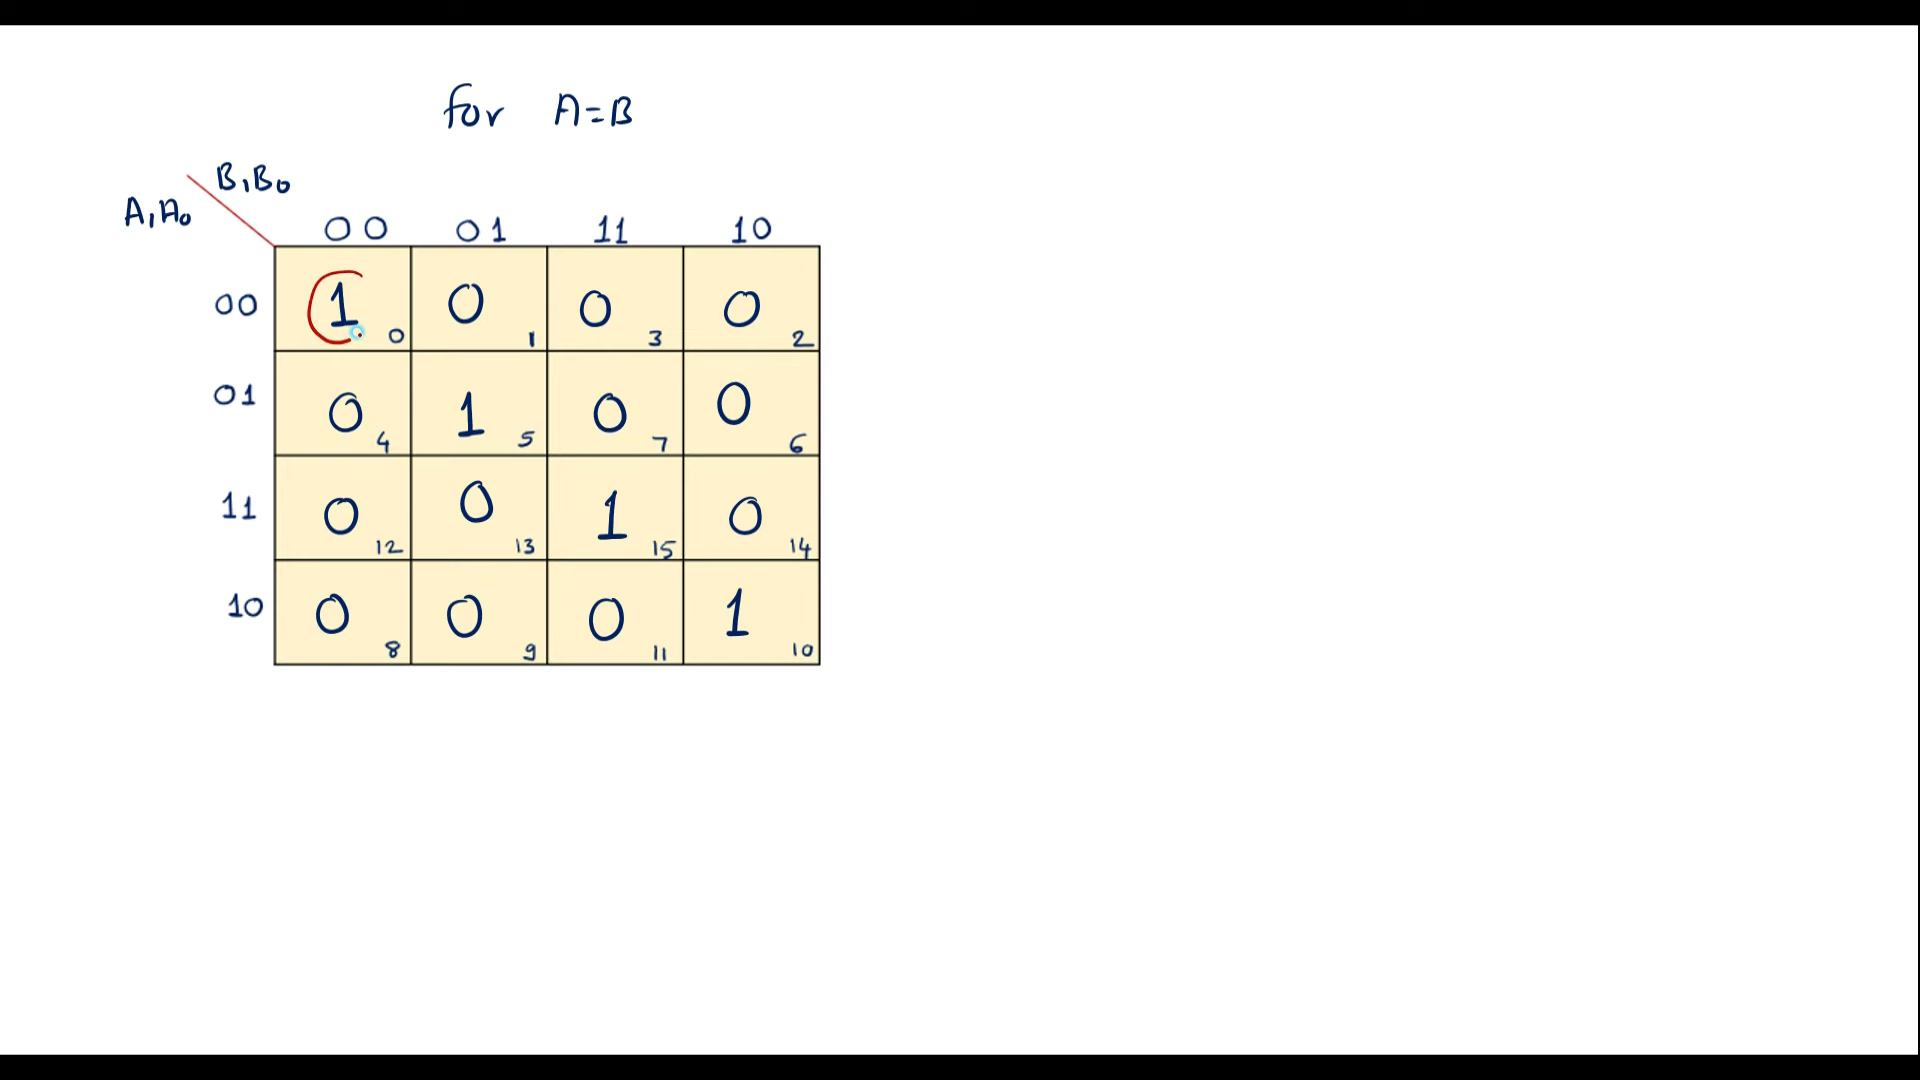 for A=B
B₁B₀
A₁A₀
00 01 11 10
00 1 0 0 1 0 3 0 2
01 0 4 1 5 0 7 0 6
11 0 12 0 13 1 15 0 14
10 0 8 0 9 0 11 1 10